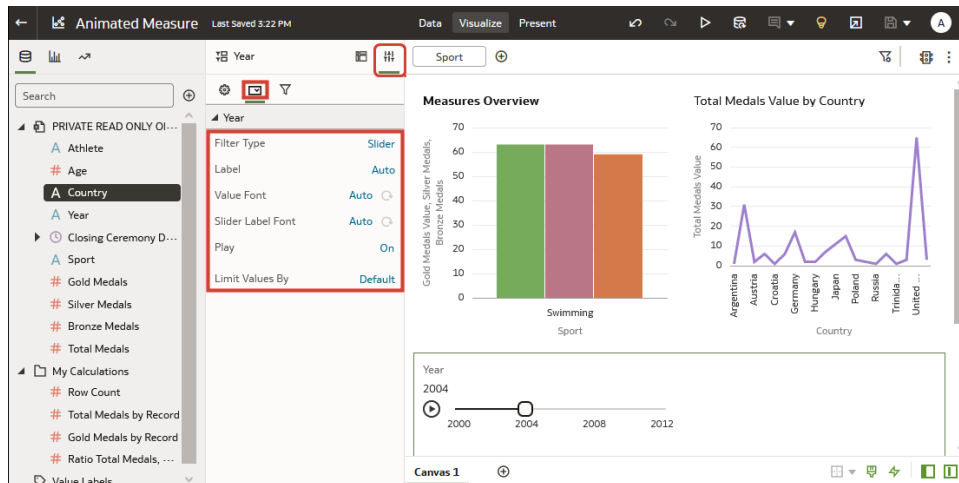 Animated Measure Last Saved 3:22 PM Data Visualize Present A
Search
PRIVATE READ ONLY Ol...
A Athlete
# Age
A Country
A Year
Closing Ceremony D...
A Sport
# Gold Medals
# Silver Medals
# Bronze Medals
# Total Medals
My Calculations
# Row Count
# Total Medals by Record
# Gold Medals by Record
# Ratio Total Medals, ...
Value Labels
Year
Year
Filter Type Slider
Label Auto
Value Font Auto
Slider Label Font Auto
Play On
Limit Values By Default
Sport
Measures Overview
Gold Medals Value, Silver Medals,
Bronze Medals
70
60
50
40
30
20
10
0
Swimming
Sport
Total Medals Value by Country
Total Medals Value
70
60
50
40
30
20
10
0
Argentina
Austria
Croatia
Germany
Hungary
Japan
Poland
Russia
Trinida...
United ...
Country
Year
2004
2000 2004 2008 2012
Canvas 1